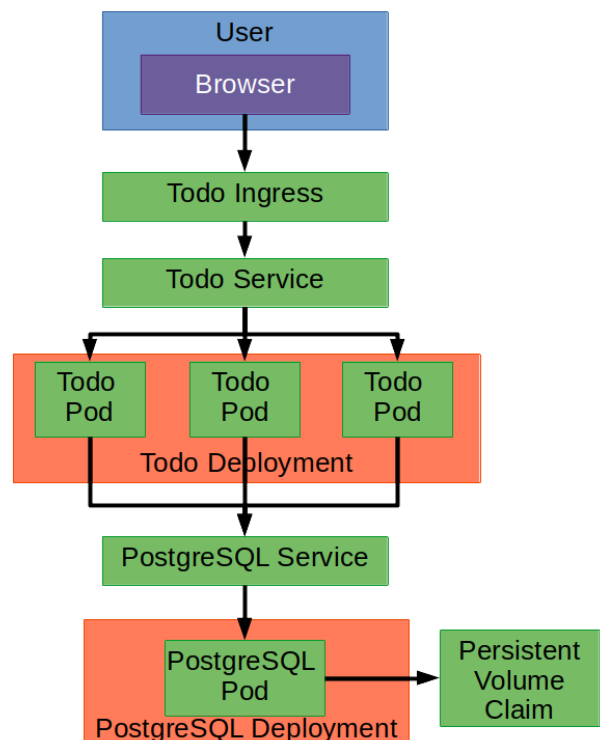 User
Browser
Todo Ingress
Todo Service
Todo
Pod
Todo
Pod
Todo
Pod
Todo Deployment
PostgreSQL Service
PostgreSQL
Pod
PostgreSQL Deployment
Persistent
Volume
Claim